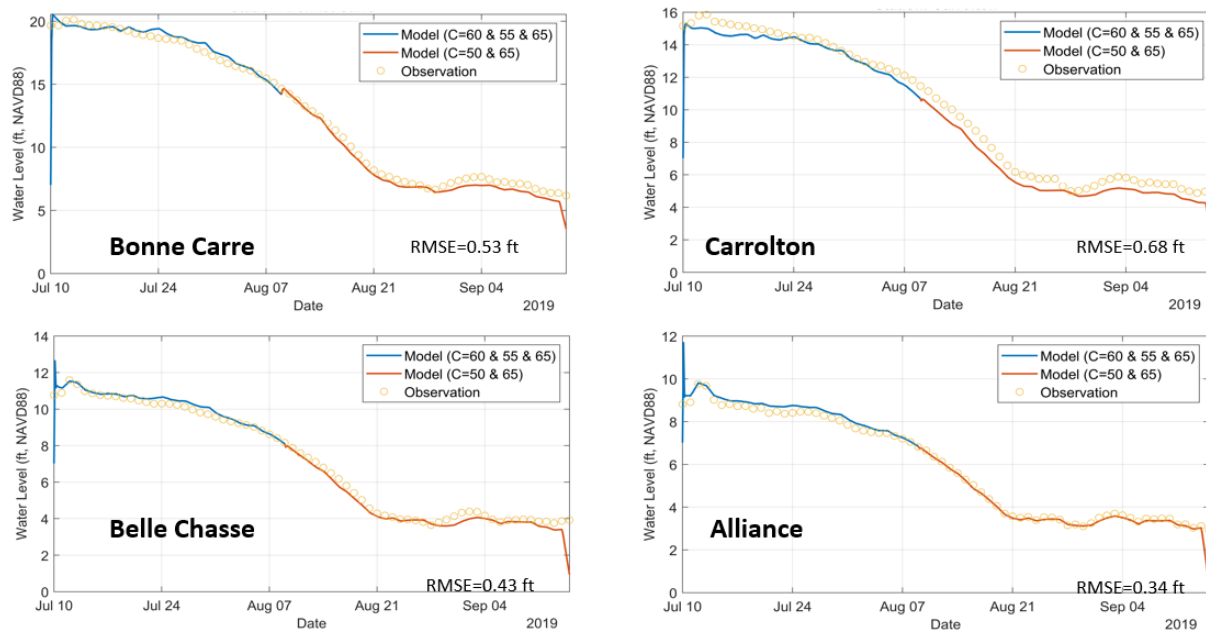 20
15
10
5
0
Water Level (ft, NAVD88)
Model (C=60 & 55 & 65)
Model (C=50 & 65)
Observation
Bonne Carre
RMSE=0.53 ft
Jul 10
Jul 24
Aug 07
Aug 21
Sep 04
Date
2019
16
14
12
10
8
6
4
2
0
Water Level (ft, NAVD88)
Model (C=60 & 55 & 65)
Model (C=50 & 65)
Observation
Carrolton
RMSE=0.68 ft
Jul 10
Jul 24
Aug 07
Aug 21
Sep 04
Date
2019
14
12
10
8
6
4
2
0
Water Level (ft, NAVD88)
Model (C=60 & 55 & 65)
Model (C=50 & 65)
Observation
Belle Chasse
RMSE=0.43 ft
Jul 10
Jul 24
Aug 07
Aug 21
Sep 04
Date
2019
12
10
8
6
4
2
0
Water Level (ft, NAVD88)
Model (C=60 & 55 & 65)
Model (C=50 & 65)
Observation
Alliance
RMSE=0.34 ft
Jul 10
Jul 24
Aug 07
Aug 21
Sep 04
Date
2019